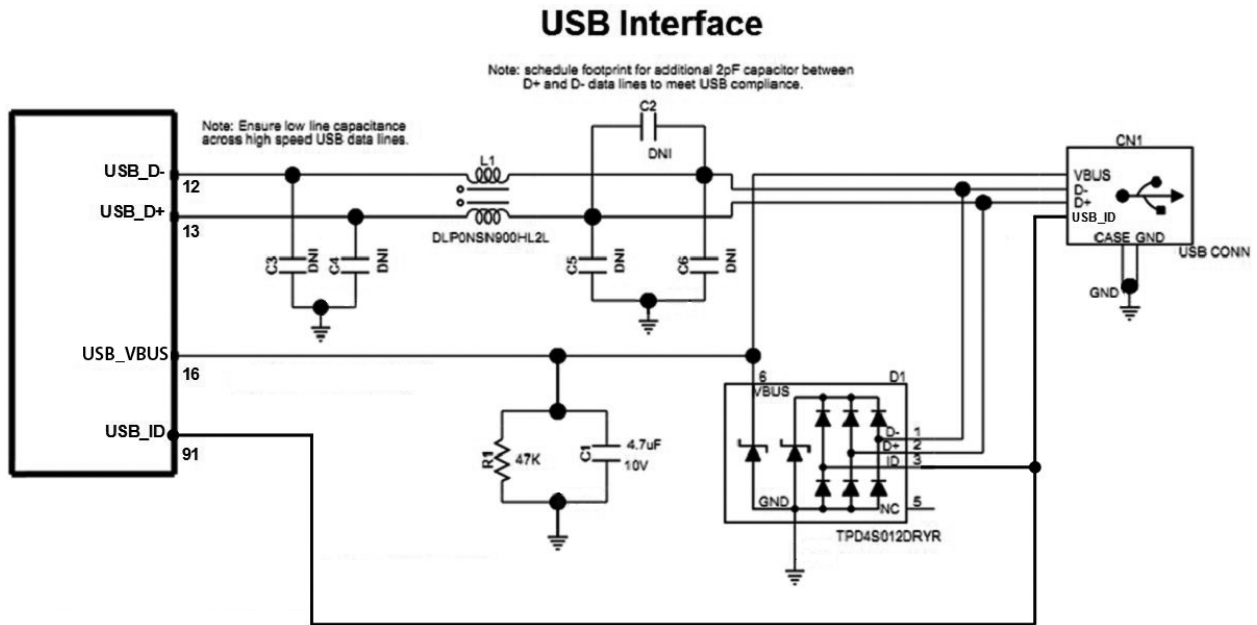 USB Interface
Note: schedule footprint for additional 2pF capacitor between
D+ and D- data lines to meet USB compliance.
Note: Ensure low line capacitance
across high speed USB data lines.
C2
DNI
CN1
L1
USB_D-
12
USB_D+
13
DLP0NSN900HL2L
VBUS
D-
D+
USB_ID
CASE GND
USB CONN
GND
C3
DNI
C4
DNI
C5
DNI
C6
DNI
USB_VBUS
16
USB_ID
91
R1
47K
C1
4.7uF
10V
6
VBUS
D1
D-
1
D+
2
ID
3
GND
NC
5
TPD4S012DRYR